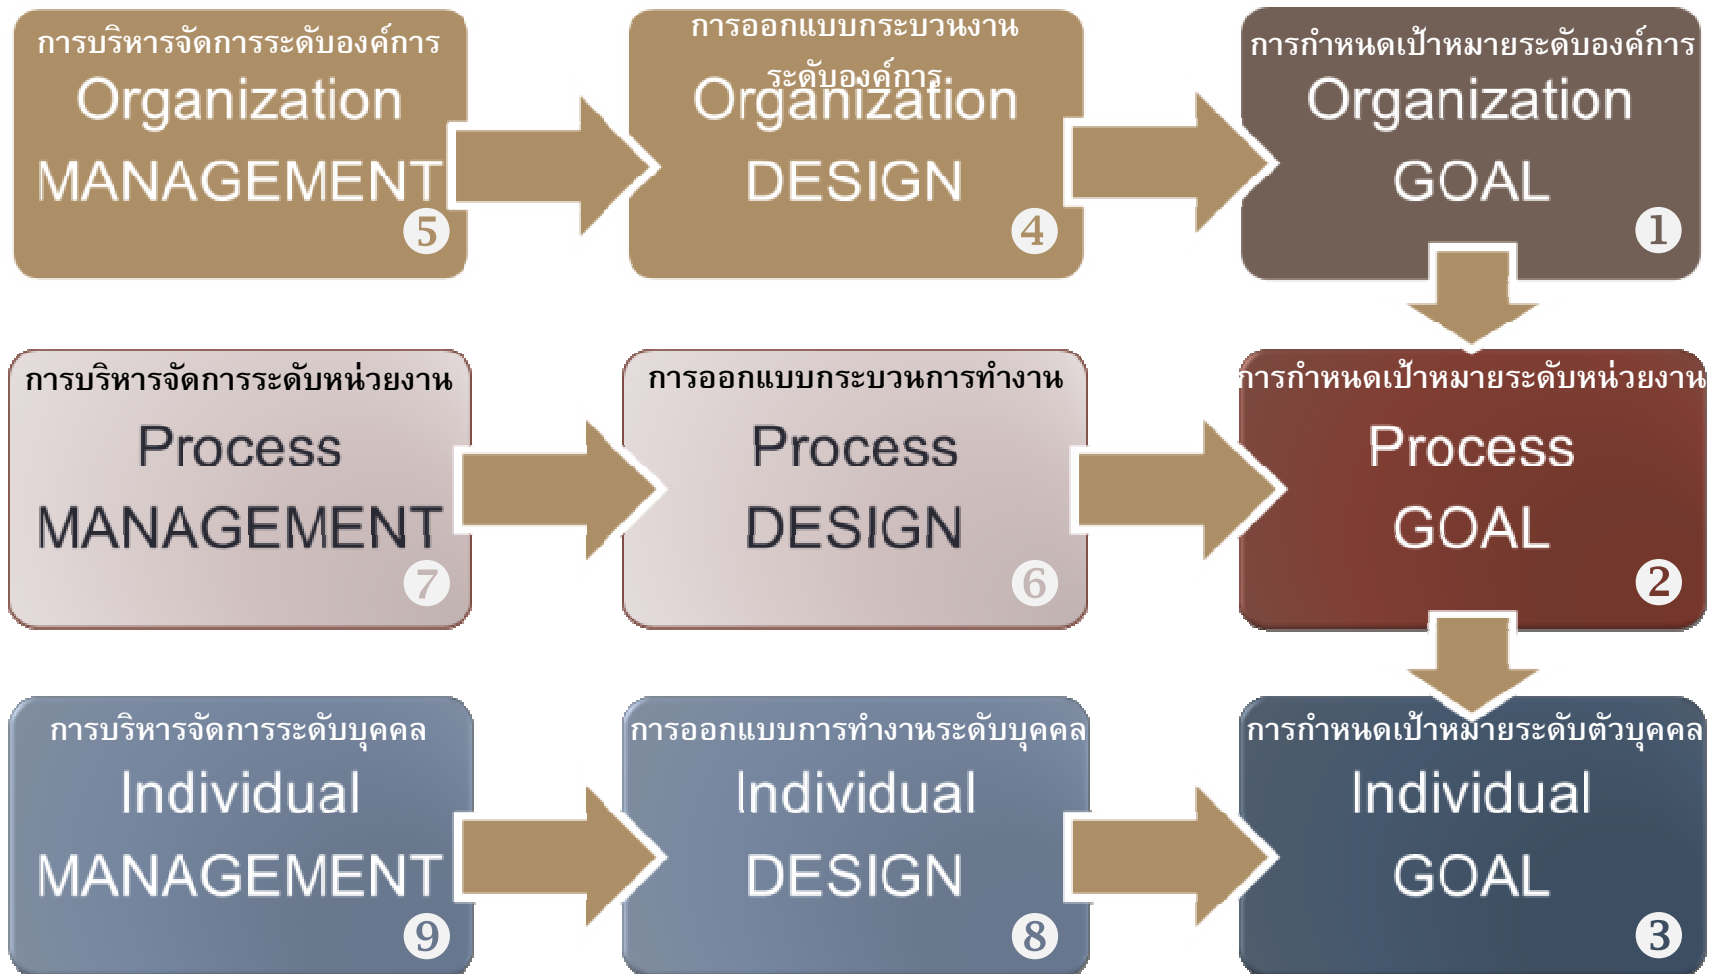 การบริหารจัดการระดับองค์การ
Organization
MANAGEMENT
5
การออกแบบกระบวนงาน
ระดับองค์การ
Organization
DESIGN
4
การกำหนดเป้าหมายระดับองค์การ
Organization
GOAL
1
การบริหารจัดการระดับหน่วยงาน
Process
MANAGEMENT
7
การออกแบบกระบวนการทำงาน
Process
DESIGN
6
การกำหนดเป้าหมายระดับหน่วยงาน
Process
GOAL
2
การบริหารจัดการระดับบุคคล
Individual
MANAGEMENT
9
การออกแบบการทำงานระดับบุคคล
Individual
DESIGN
8
การกำหนดเป้าหมายระดับตัวบุคคล
Individual
GOAL
3